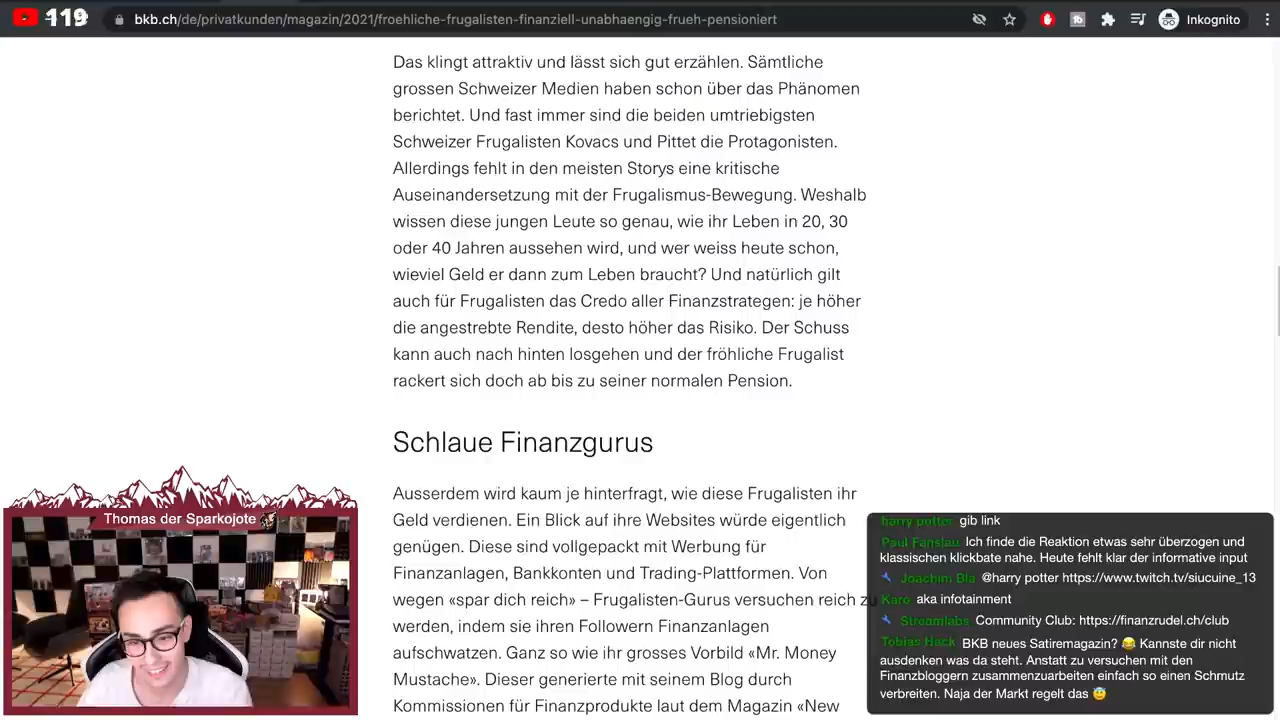 119
bkb.ch/de/privatkunden/magazin/2021/froehliche-frugalisten-finanziell-unabhaengig-frueh-pensioniert
Inkognito
Das klingt attraktiv und lässt sich gut erzählen. Sämtliche
grossen Schweizer Medien haben schon über das Phänomen
berichtet. Und fast immer sind die beiden umtriebigsten
Schweizer Frugalisten Kovacs und Pittet die Protagonisten.
Allerdings fehlt in den meisten Storys eine kritische
Auseinandersetzung mit der Frugalismus-Bewegung. Weshalb
wissen diese jungen Leute so genau, wie ihr Leben in 20, 30
oder 40 Jahren aussehen wird, und wer weiss heute schon,
wieviel Geld er dann zum Leben braucht? Und natürlich gilt
auch für Frugalisten das Credo aller Finanzstrategen: je höher
die angestrebte Rendite, desto höher das Risiko. Der Schuss
kann auch nach hinten losgehen und der fröhliche Frugalist
rackert sich doch ab bis zu seiner normalen Pension.
Schlaue Finanzgurus
Ausserdem wird kaum je hinterfragt, wie diese Frugalisten ihr
Geld verdienen. Ein Blick auf ihre Websites würde eigentlich
genügen. Diese sind vollgepackt mit Werbung für
Finanzanlagen, Bankkonten und Trading-Plattformen. Von
wegen «spar dich reich» – Frugalisten-Gurus versuchen reich zu
werden, indem sie ihren Followern Finanzanlagen
aufschwatzen. Ganz so wie ihr grosses Vorbild «Mr. Money
Mustache». Dieser generierte mit seinem Blog durch
Kommissionen für Finanzprodukte laut dem Magazin «New
Thomas der Sparkojote
harry potter gib link
Paul Fanslau Ich finde die Reaktion etwas sehr überzogen und
klassischen klickbate nahe. Heute fehlt klar der informative input
Joachim Bla @harry potter https://www.twitch.tv/siucuine_13
Karo aka infotainment
Streamlabs Community Club: https://finanzrudel.ch/club
Tobias Hack BKB neues Satiremagazin? 😂 Kannste dir nicht
ausdenken was da steht. Anstatt zu versuchen mit den
Finanzbloggern zusammenzuarbeiten einfach so einen Schmutz
verbreiten. Naja der Markt regelt das 😇